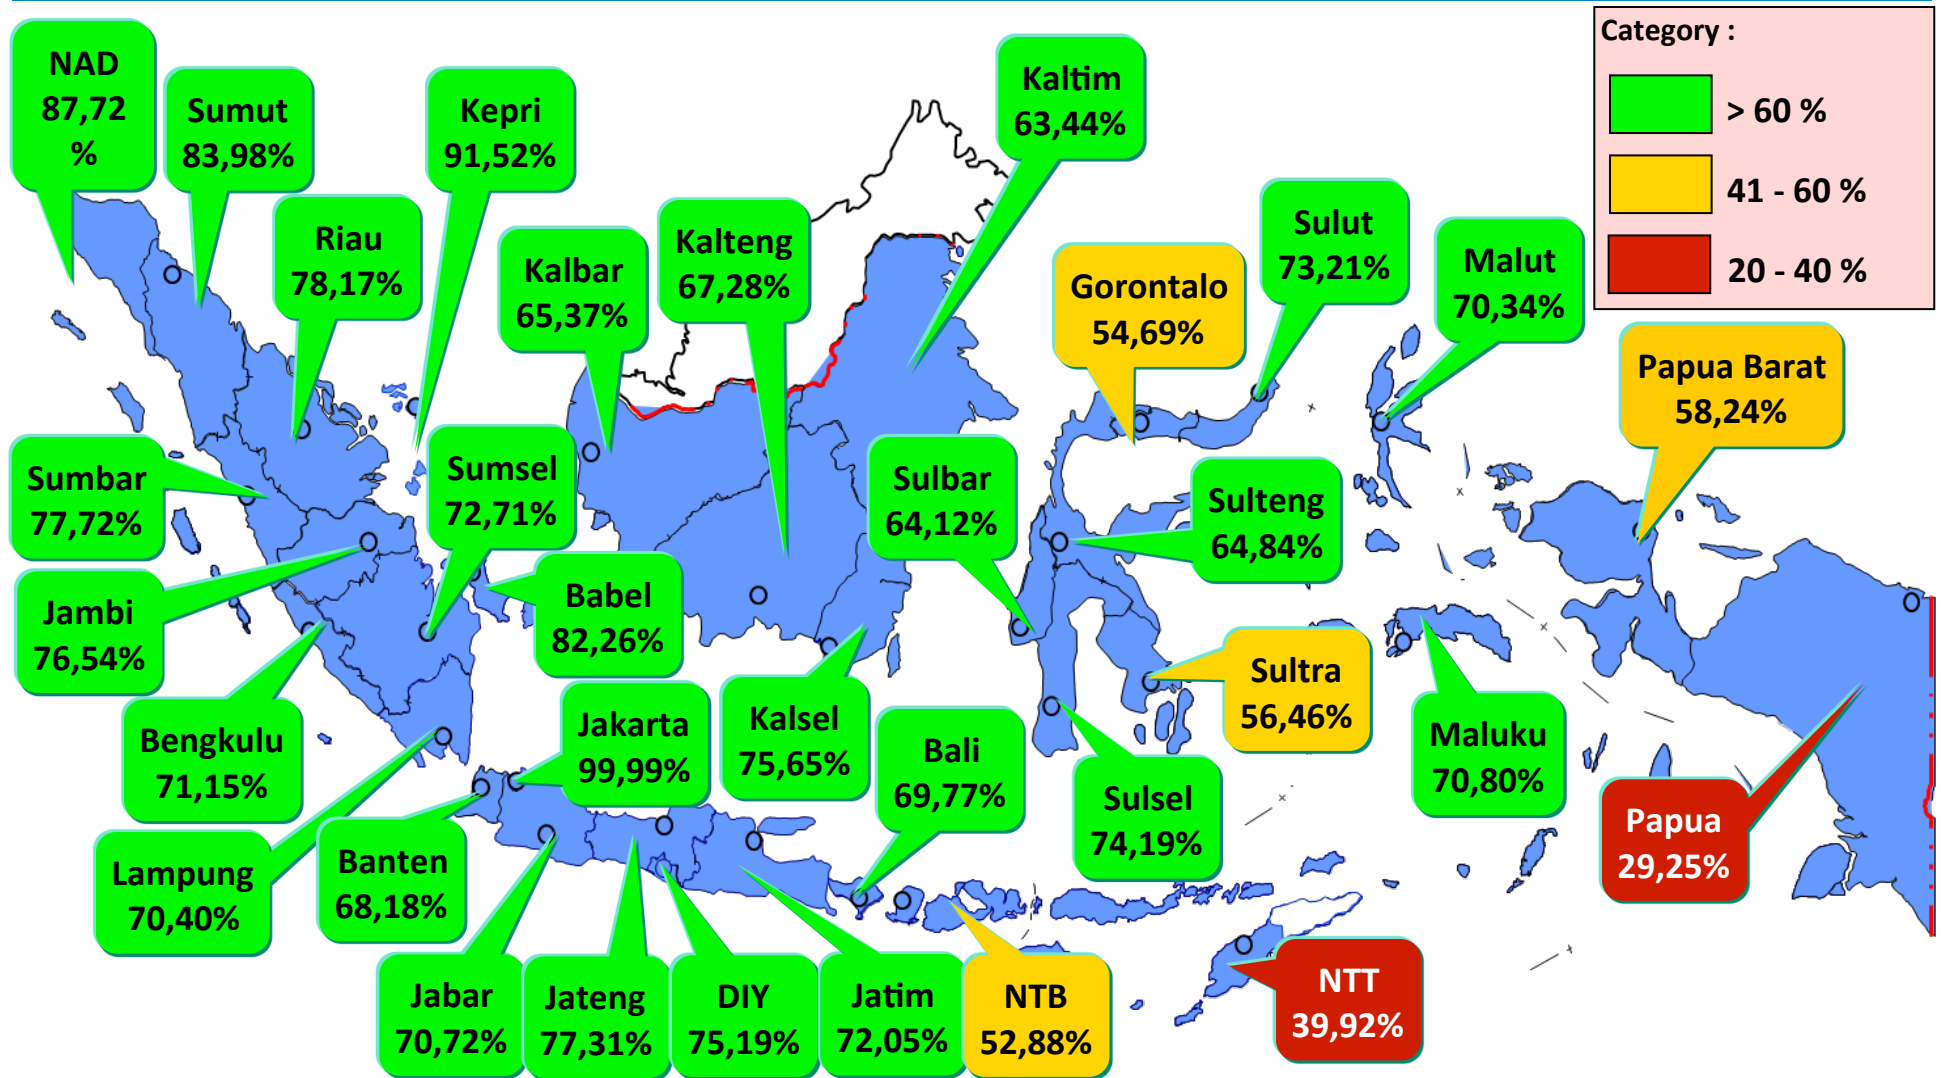 Category :
> 60 %
41 - 60 %
20 - 40 %
NAD
87,72
%
Sumut
83,98%
Kepri
91,52%
Kaltim
63,44%
Riau
78,17%
Kalbar
65,37%
Kalteng
67,28%
Gorontalo
54,69%
Sulut
73,21%
Malut
70,34%
Papua Barat
58,24%
Sumbar
77,72%
Sumsel
72,71%
Sulbar
64,12%
Sulteng
64,84%
Jambi
76,54%
Babel
82,26%
Sultra
56,46%
Bengkulu
71,15%
Jakarta
99,99%
Kalsel
75,65%
Bali
69,77%
Sulsel
74,19%
Maluku
70,80%
Papua
29,25%
Lampung
70,40%
Banten
68,18%
Jabar
70,72%
Jateng
77,31%
DIY
75,19%
Jatim
72,05%
NTB
52,88%
NTT
39,92%